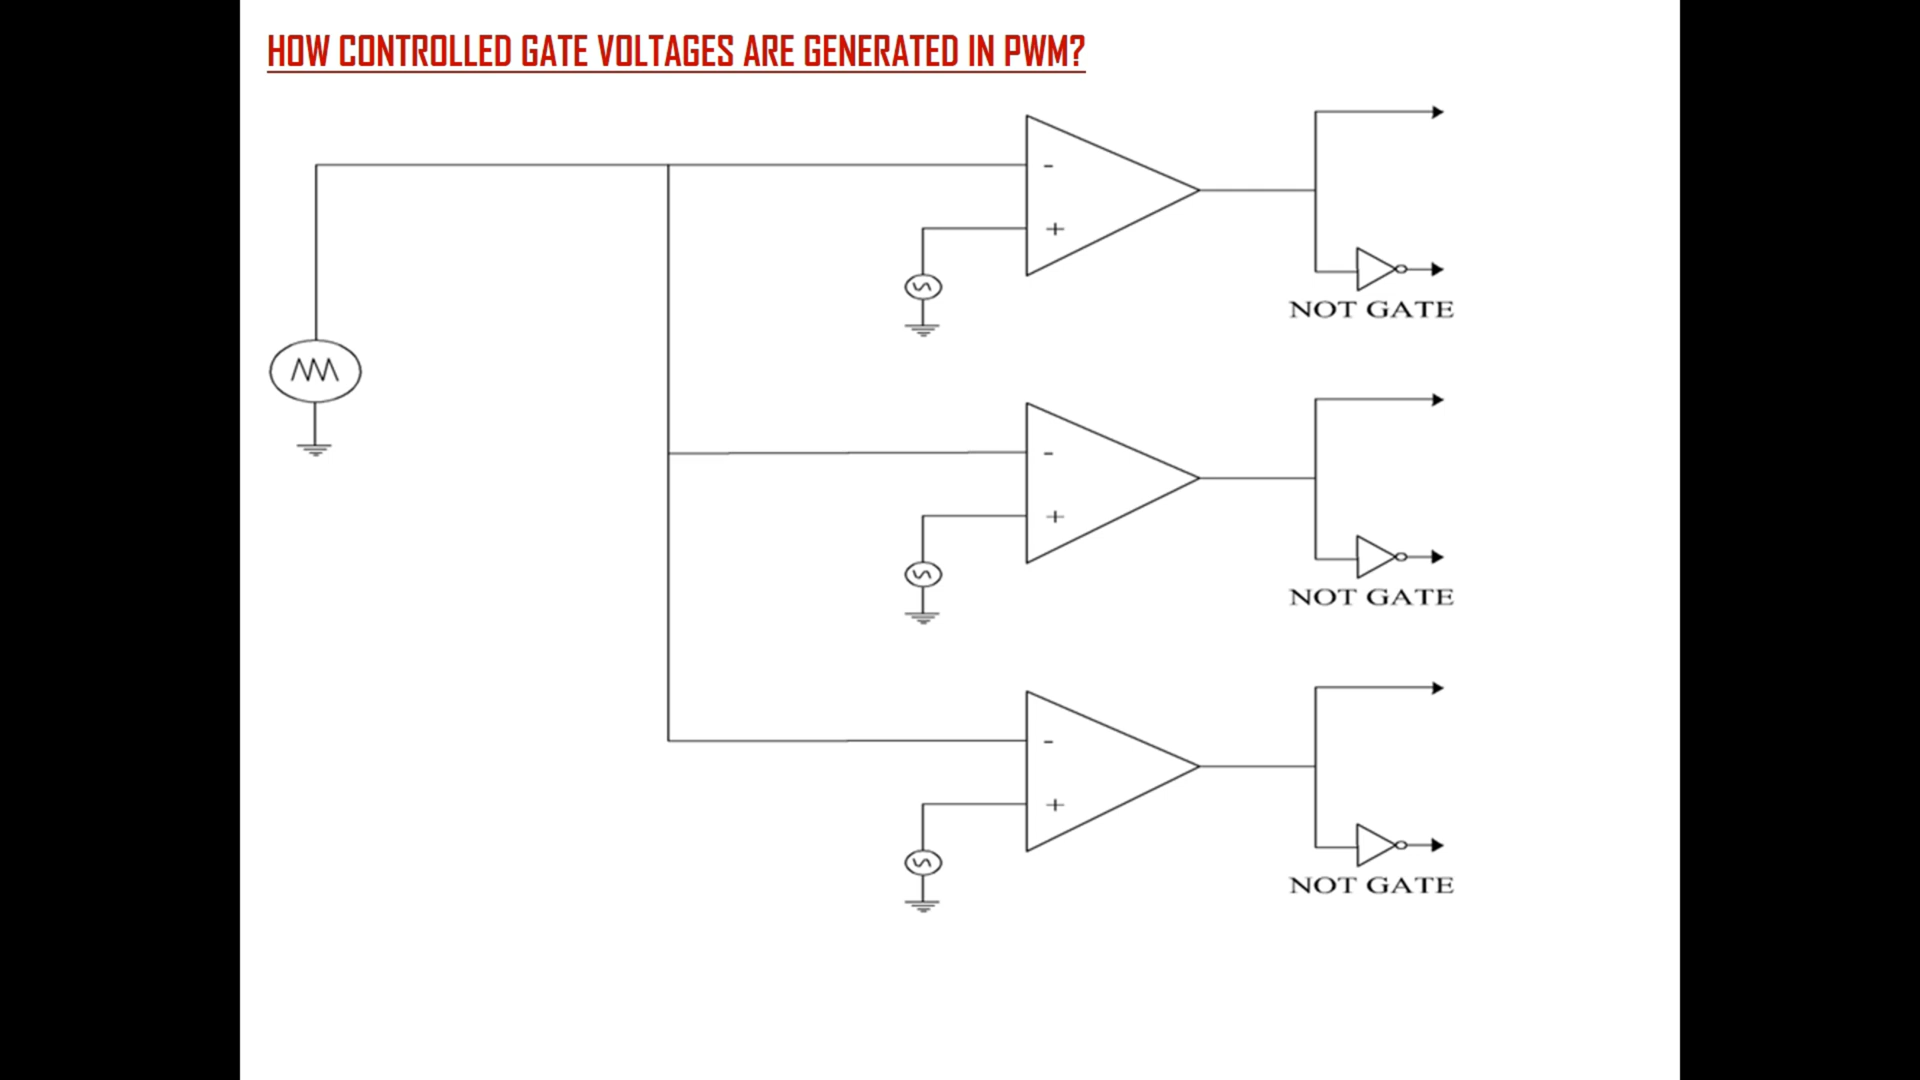 HOW CONTROLLED GATE VOLTAGES ARE GENERATED IN PWM?
-
+
NOT GATE
-
+
NOT GATE
-
+
NOT GATE